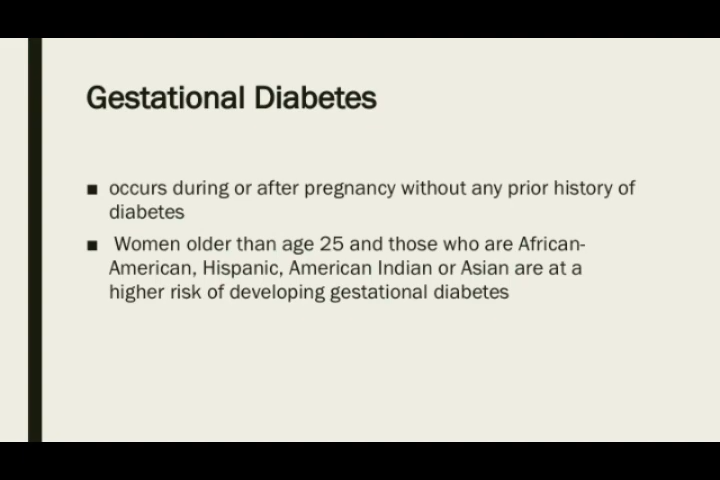 Gestational Diabetes
■ occurs during or after pregnancy without any prior history of
diabetes
■ Women older than age 25 and those who are African-
American, Hispanic, American Indian or Asian are at a
higher risk of developing gestational diabetes